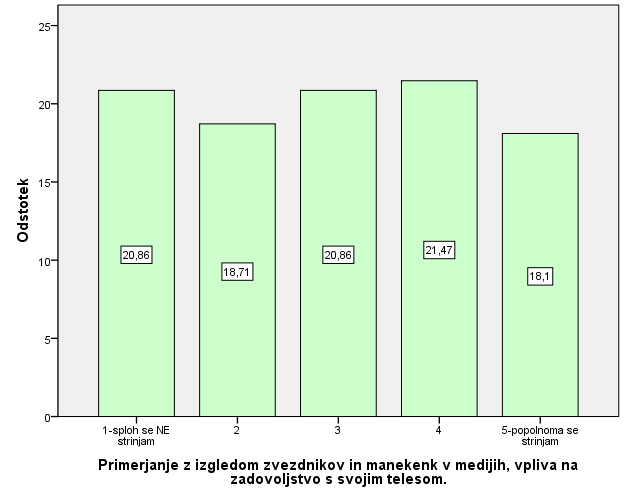 25
20
15
10
5
0
Odstotek
20,86
18,71
20,86
21,47
18,1
1-sploh se NE
strinjam
2
3
4
5-popolnoma se
strinjam
Primerjanje z izgledom zvezdnikov in manekenk v medijih, vpliva na
zadovoljstvo s svojim telesom.